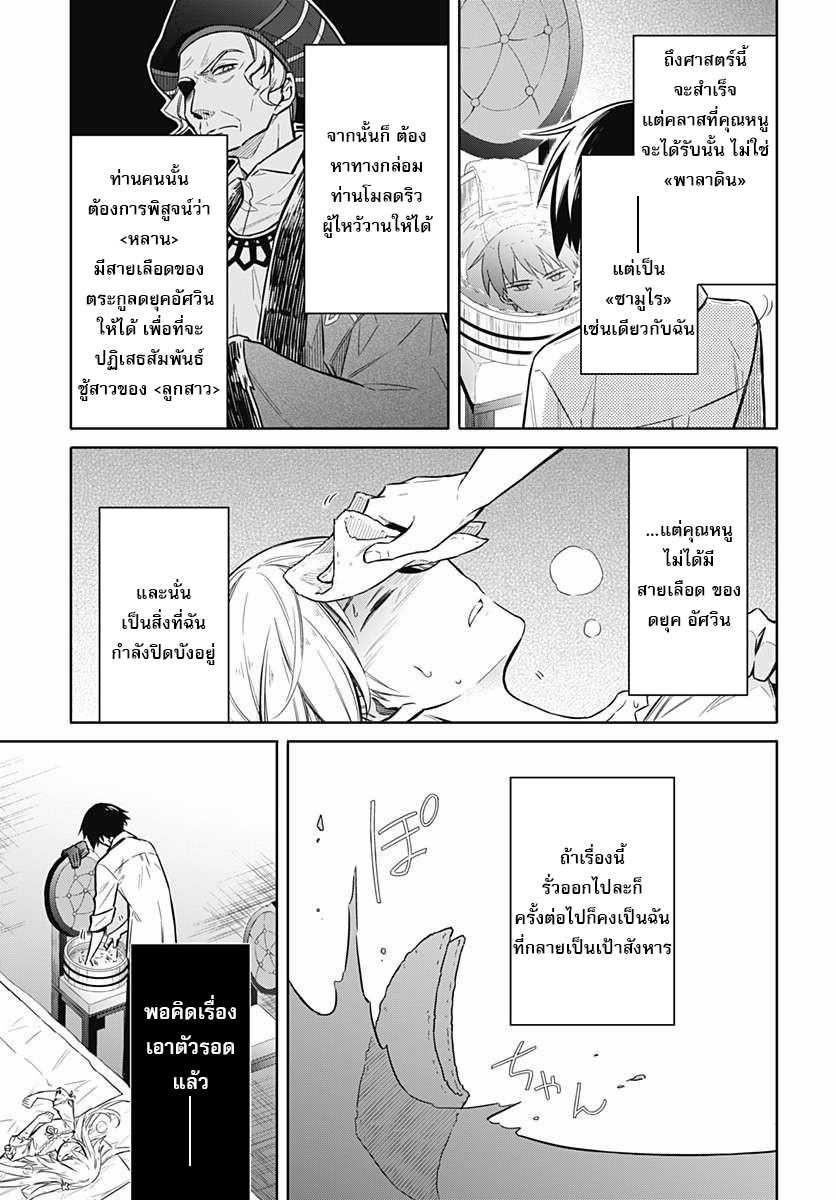 ถึงศาสตร์นี้
จะสำเร็จ
แต่คลาสที่คุณหนู
จะได้รับนั้น ไม่ใช่
«พาลาดิน»
แต่เป็น
«ซามูไร»
เช่นเดียวกับฉัน
จากนั้นก็ ต้อง
หาทางกล่อม
ท่านโมลดริว
ผู้ไหว้วานให้ได้
ท่านคนนั้น
ต้องการพิสูจน์ว่า
<หลาน>
มีสายเลือดของ
ตระกูลดยุคอัศวิน
ให้ได้ เพื่อที่จะ
ปฏิเสธสัมพันธ์
ชู้สาวของ <ลูกสาว>
...แต่คุณหนู
ไม่ได้มี
สายเลือด ของ
ดยุค อัศวิน
และนั่น
เป็นสิ่งที่ฉัน
กำลังปิดบังอยู่
ถ้าเรื่องนี้
รั่วออกไปละก็
ครั้งต่อไปก็คงเป็นฉัน
ที่กลายเป็นเป้าสังหาร
ぽ
ちゃん
พอคิดเรื่อง
เอาตัวรอด
แล้ว